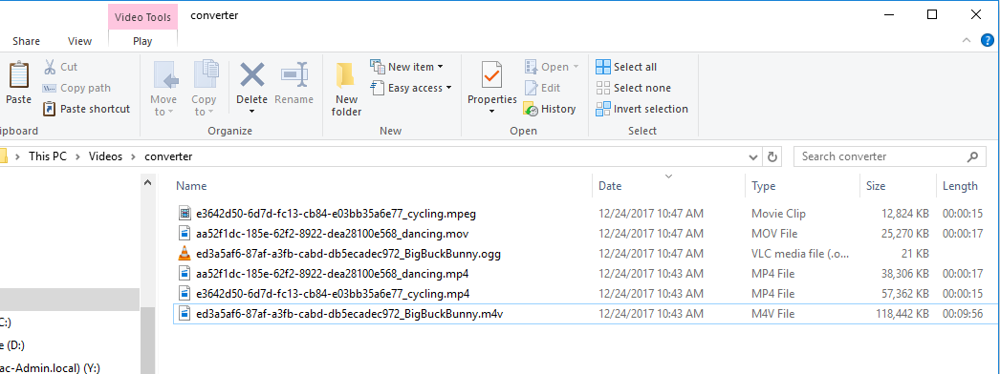 Video Tools converter
Share View Play
Paste Cut Copy path Paste shortcut
Move to Copy to Delete Rename
New folder New item Easy access
Properties Open Edit History
Select all Select none Invert selection
lipboard Organize New Open Select
This PC Videos converter Search converter
Name Date Type Size Length
e3642d50-6d7d-fc13-cb84-e03bb35a6e77_cycling.mpeg 12/24/2017 10:47 AM Movie Clip 12,824 KB 00:00:15
aa52f1dc-185e-62f2-8922-dea28100e568_dancing.mov 12/24/2017 10:47 AM MOV File 25,270 KB 00:00:17
ed3a5af6-87af-a3fb-cabd-db5ecadec972_BigBuckBunny.ogg 12/24/2017 10:47 AM VLC media file (.o... 21 KB
aa52f1dc-185e-62f2-8922-dea28100e568_dancing.mp4 12/24/2017 10:43 AM MP4 File 38,306 KB 00:00:17
e3642d50-6d7d-fc13-cb84-e03bb35a6e77_cycling.mp4 12/24/2017 10:43 AM MP4 File 57,362 KB 00:00:15
ed3a5af6-87af-a3fb-cabd-db5ecadec972_BigBuckBunny.m4v 12/24/2017 10:43 AM M4V File 118,442 KB 00:09:56
C:)
e (D:)
ac-Admin.local) (Y:)